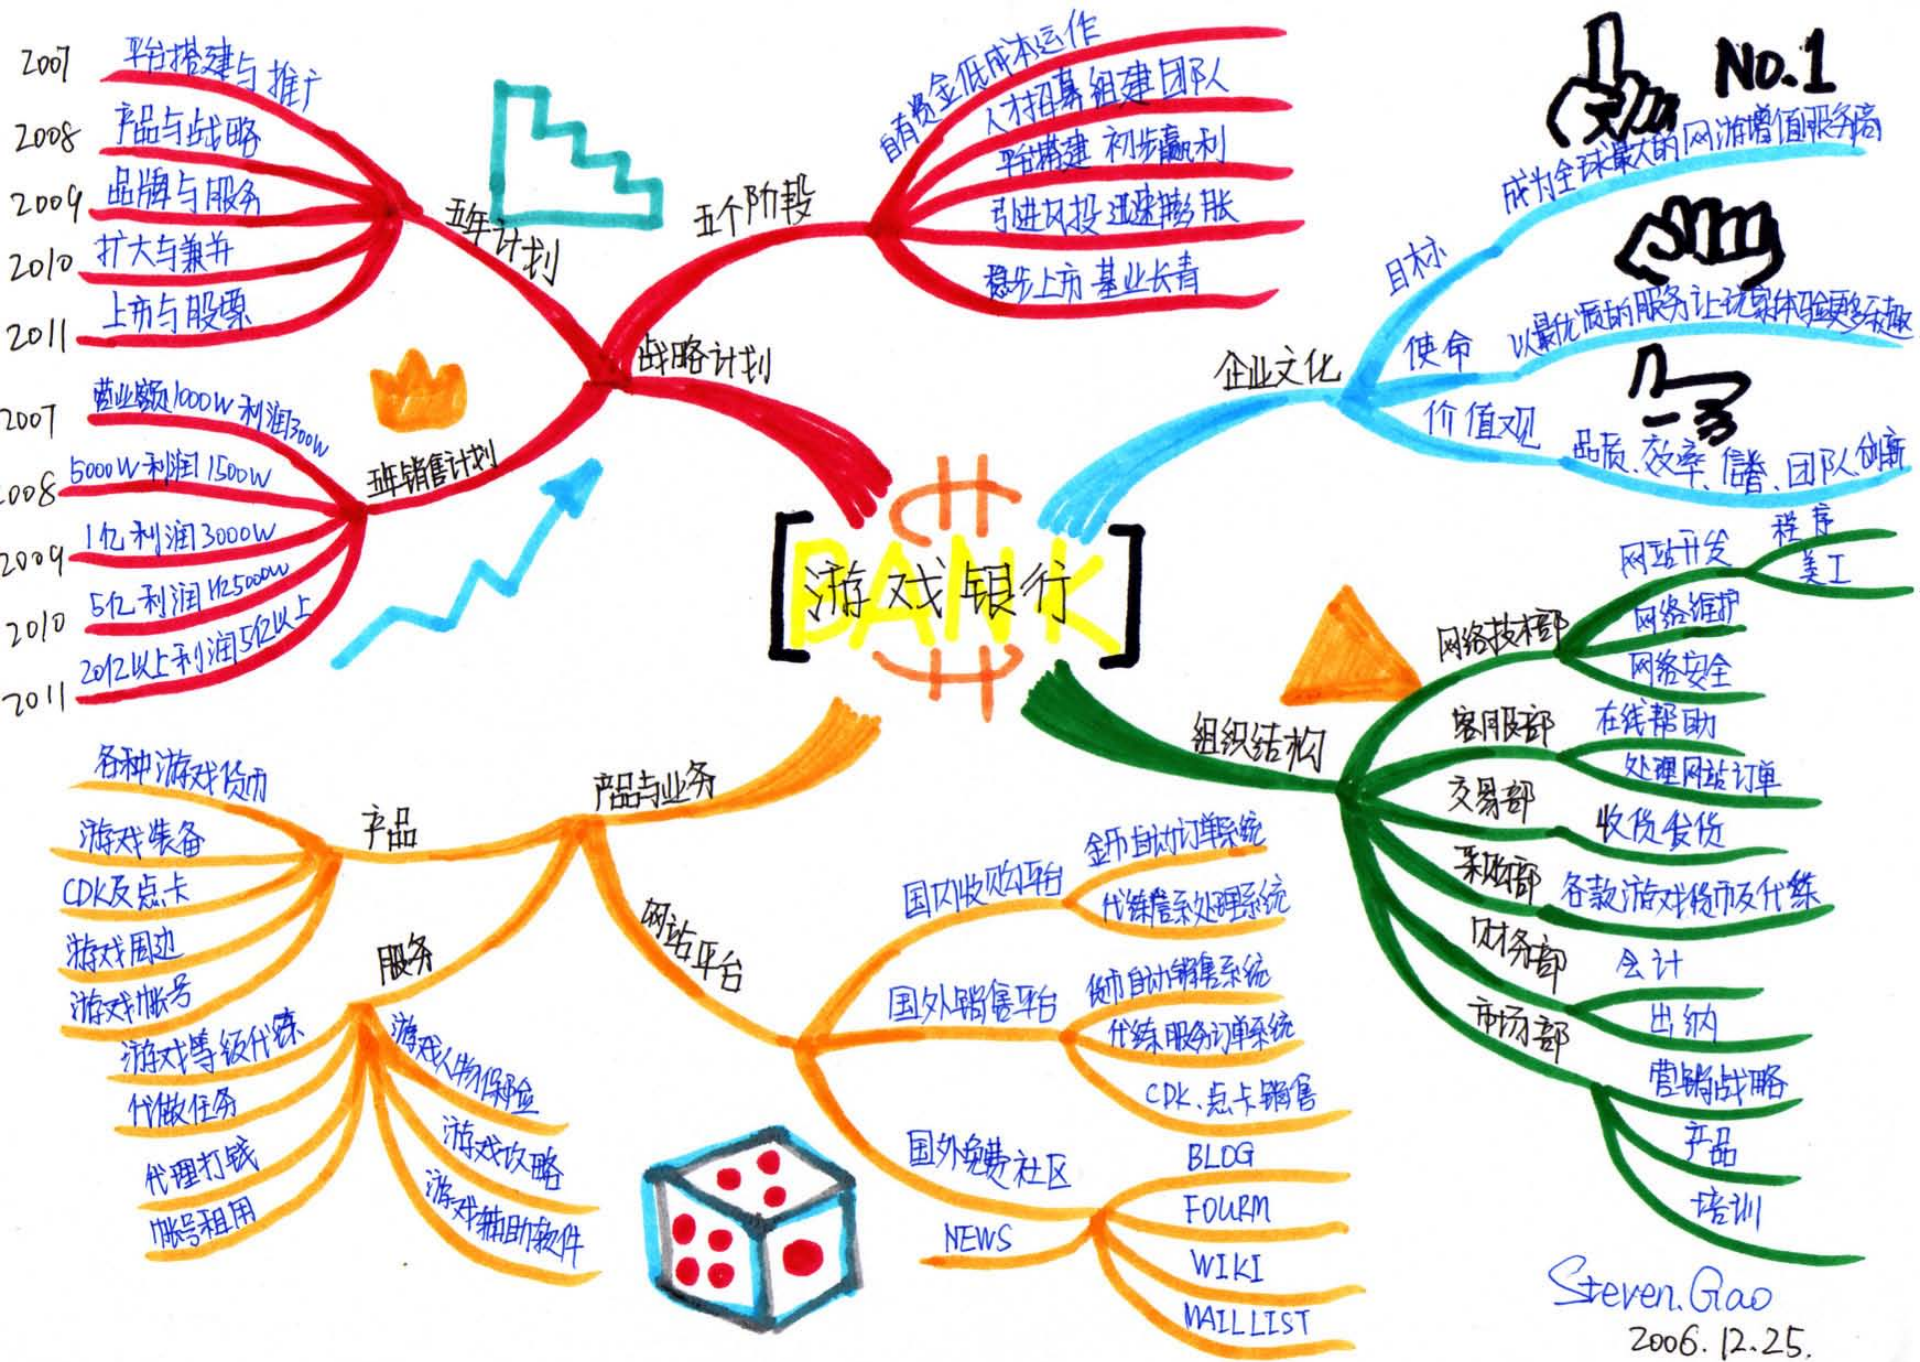 [游戏银行]
BANK
战略计划
五年计划
2007
平台搭建与推广
2008
产品与战略
2009
品牌与服务
2010
扩大与兼并
2011
上市与股票
五个阶段
自有资金低成本运作
人才招募 组建团队
平台搭建 初步赢利
引进风投 迅速膨胀
稳步上市 基业长青
五年销售计划
2007
营业额1000W利润300W
2008
5000W利润1500W
2009
1亿利润3000W
2010
5亿利润
2011
以上利润5亿以上
企业文化
目标
成为全球最大的网游增值服务商
No.1
使命
以最优质的服务让玩家体验更多乐趣
价值观
品质、效率、信誉、团队、创新
组织结构
网络技术部
网站开发
程序
美工
网络维护
网络安全
客服部
在线帮助
处理网站订单
交易部
收货发货
采购部
各款游戏货币及代练
财务部
会计
出纳
市场部
营销战略
产品
培训
产品与业务
产品
各种游戏货币
游戏装备
CDK及点卡
游戏周边
游戏帐号
服务
游戏等级代练
代做任务
代理打钱
帐号租用
游戏人物保险
游戏攻略
游戏辅助软件
网站平台
国内收购平台
金币自动订单系统
代练管系处理系统
国外销售平台
货币自动销售系统
代练服务订单系统
CDK、点卡销售
国外免费社区
BLOG
FOURM
WIKI
MAILLIST
NEWS
Steven.Gao
2006.12.25.